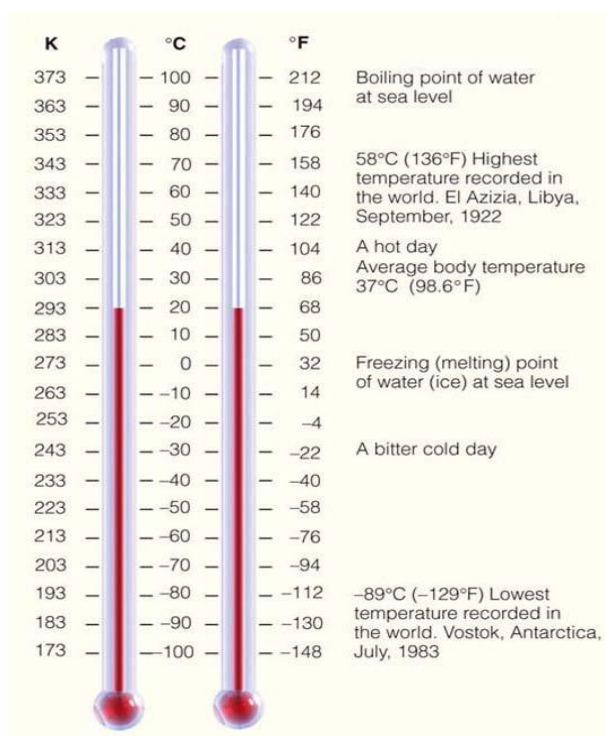 K °C °F
373 100 212 Boiling point of water
at sea level
363 90 194
353 80 176
343 70 158 58°C (136°F) Highest
temperature recorded in
333 60 140 the world. El Azizia, Libya,
323 50 122 September, 1922
313 40 104 A hot day
Average body temperature
303 30 86 37°C (98.6°F)
293 20 68
283 10 50
273 0 32 Freezing (melting) point
of water (ice) at sea level
263 –10 14
253 –20 –4
243 –30 –22 A bitter cold day
233 –40 –40
223 –50 –58
213 –60 –76
203 –70 –94
193 –80 –112 –89°C (–129°F) Lowest
temperature recorded in
183 –90 –130 the world. Vostok, Antarctica,
173 –100 –148 July, 1983